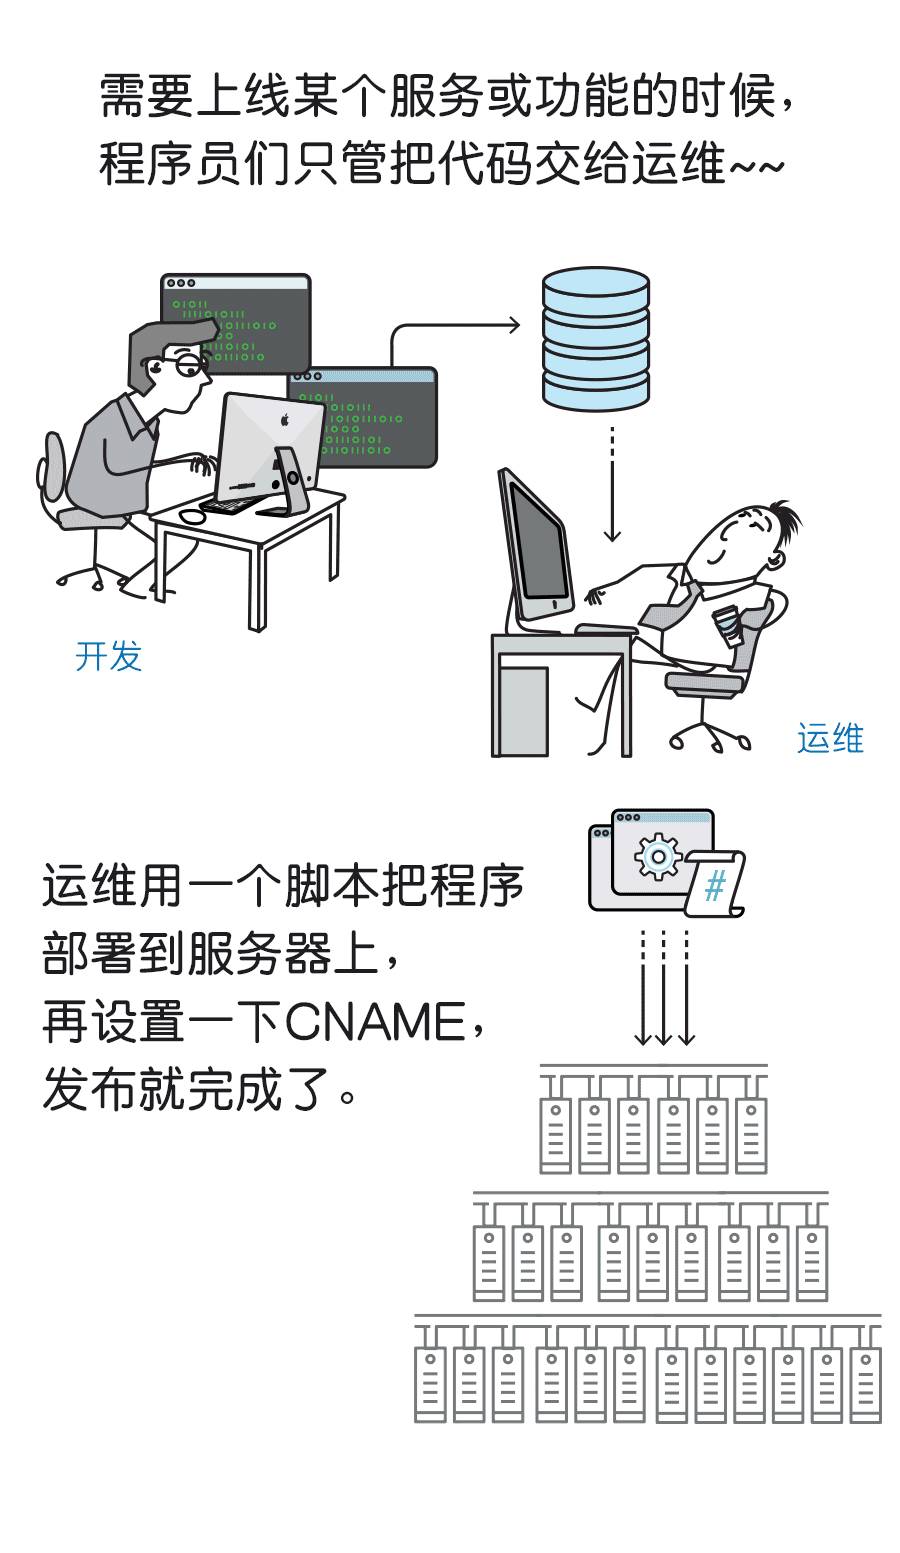 需要上线某个服务或功能的时候，
程序员们只管把代码交给运维~~
开发
运维
运维用一个脚本把程序
部署到服务器上，
再设置一下CNAME，
发布就完成了。
#